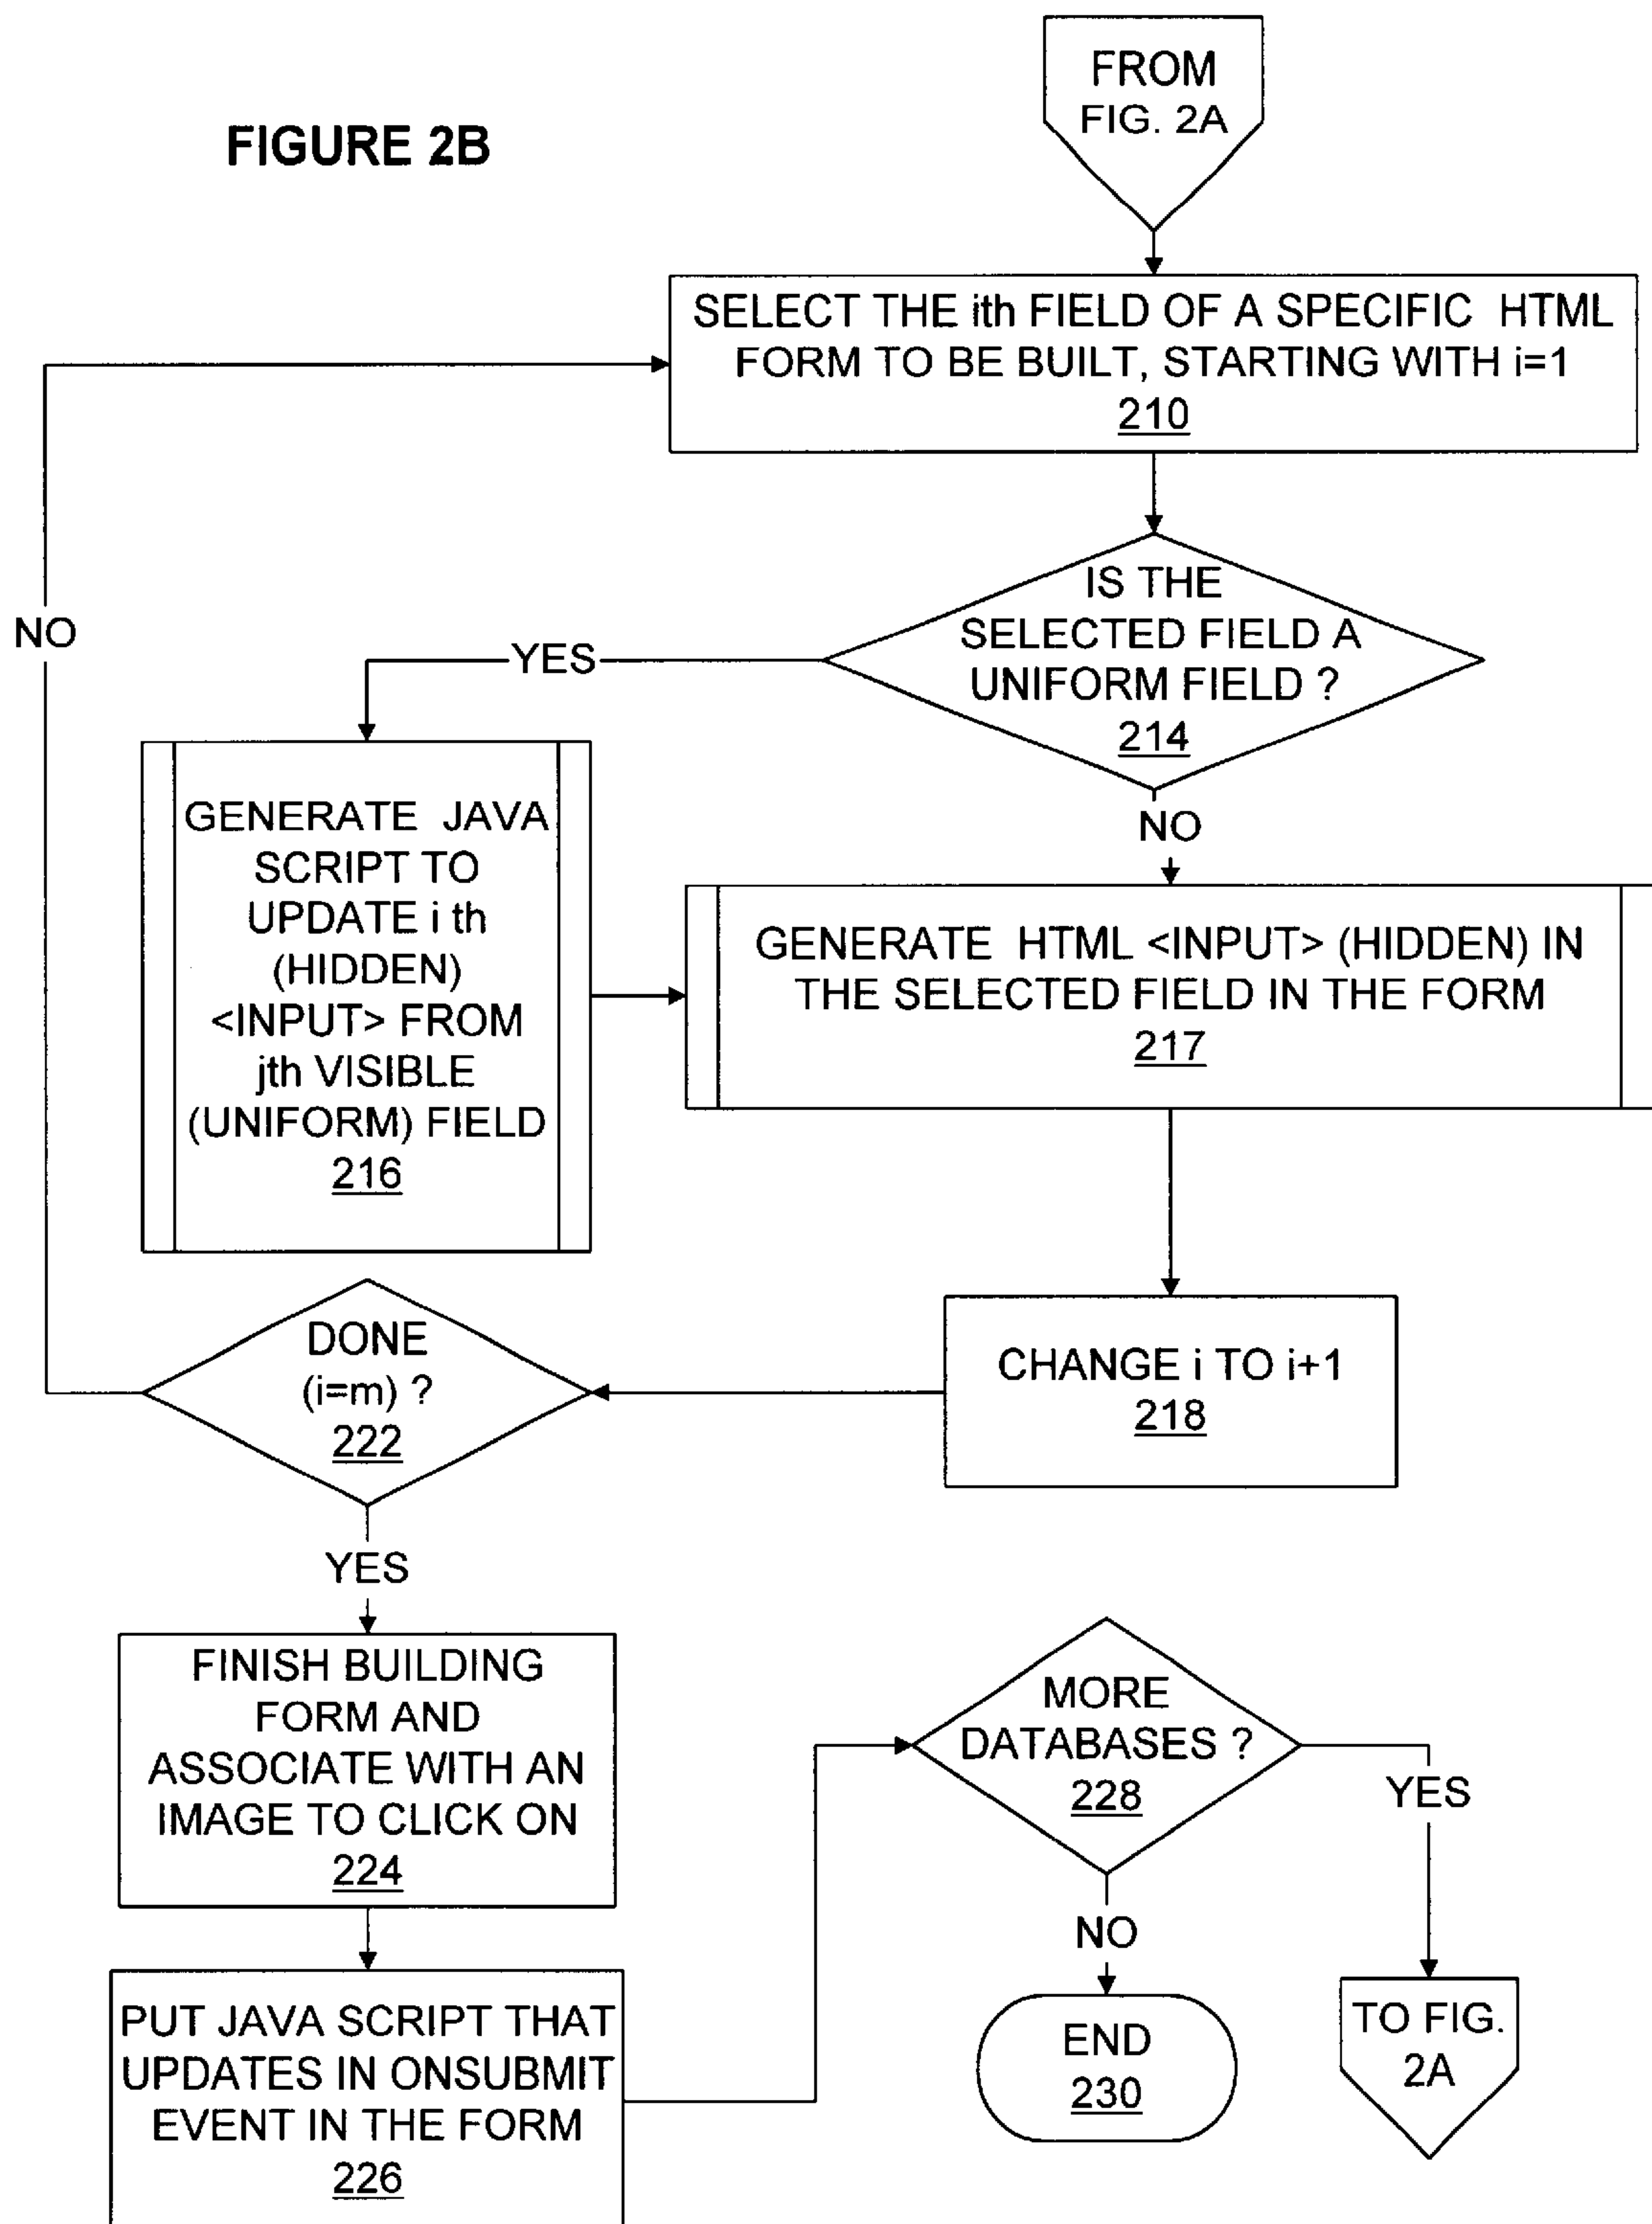 FIGURE 2B
FROM
FIG. 2A
SELECT THE ith FIELD OF A SPECIFIC HTML
FORM TO BE BUILT, STARTING WITH i=1
210
IS THE
SELECTED FIELD A
UNIFORM FIELD ?
214
YES
NO
NO
GENERATE JAVA
SCRIPT TO
UPDATE i th
(HIDDEN)
<INPUT> FROM
jth VISIBLE
(UNIFORM) FIELD
216
GENERATE HTML <INPUT> (HIDDEN) IN
THE SELECTED FIELD IN THE FORM
217
CHANGE i TO i+1
218
DONE
(i=m) ?
222
YES
FINISH BUILDING
FORM AND
ASSOCIATE WITH AN
IMAGE TO CLICK ON
224
PUT JAVA SCRIPT THAT
UPDATES IN ONSUBMIT
EVENT IN THE FORM
226
MORE
DATABASES ?
228
YES
NO
END
230
TO FIG.
2A